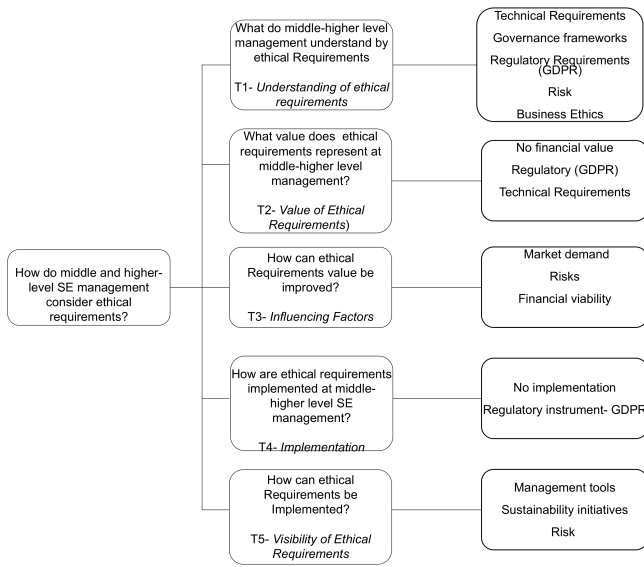 How do middle and higher-
level SE management
consider ethical
requirements?
What do middle-higher level
management understand by
ethical Requirements
T1- Understanding of ethical
requirements
Technical Requirements
Governance frameworks
Regulatory Requirements
(GDPR)
Risk
Business Ethics
What value does ethical
requirements represent at
middle-higher level
management?
T2- Value of Ethical
Requirements)
No financial value
Regulatory (GDPR)
Technical Requirements
How can ethical
Requirements value be
improved?
T3- Influencing Factors
Market demand
Risks
Financial viability
How are ethical requirements
implemented at middle-
higher level SE
management?
T4- Implementation
No implementation
Regulatory instrument- GDPR
How can ethical
Requirements be
Implemented?
T5- Visibility of Ethical
Requirements
Management tools
Sustainability initiatives
Risk